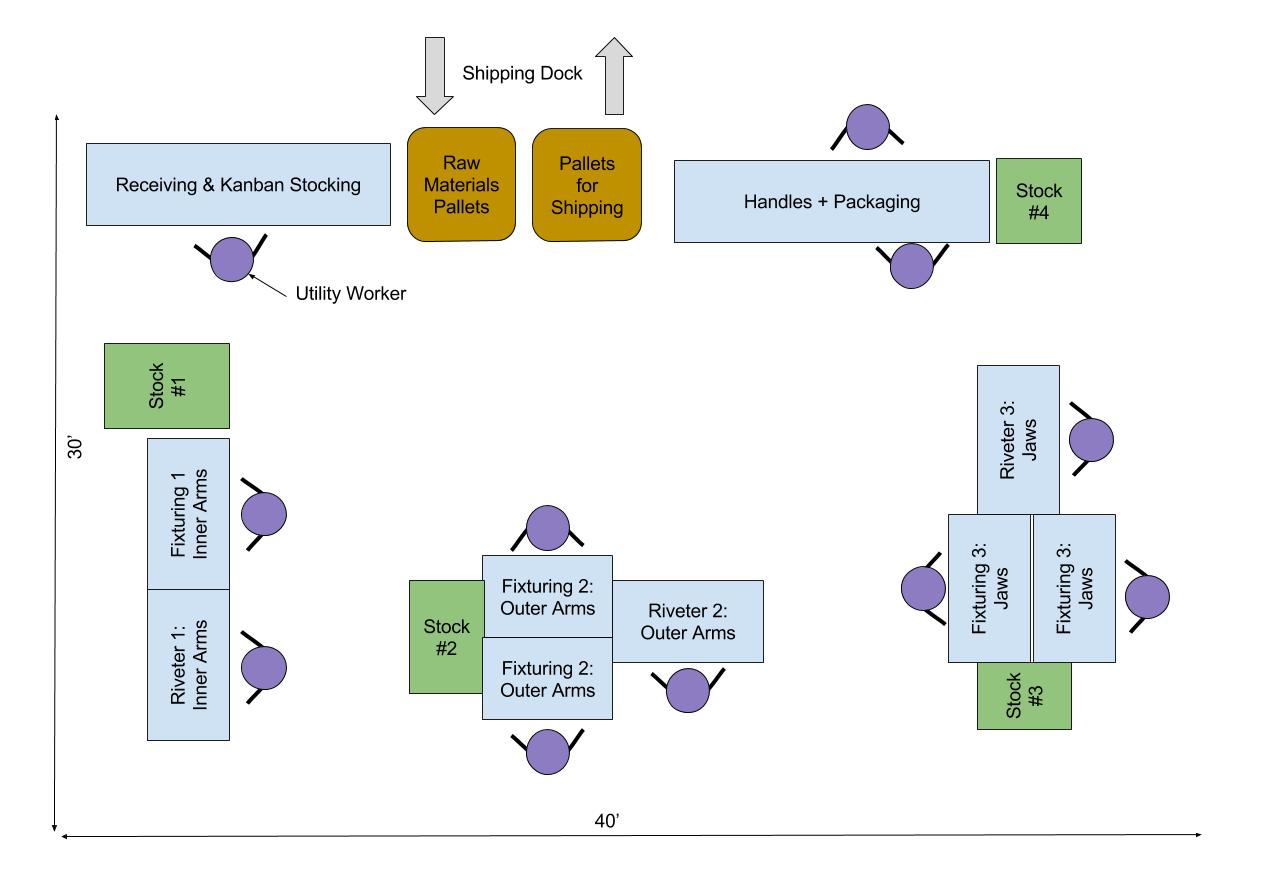 Shipping Dock
Receiving & Kanban Stocking
Raw
Materials
Pallets
Pallets
for
Shipping
Handles + Packaging
Stock
#4
Utility Worker
30’
Stock
#1
Fixturing 1
Inner Arms
Riveter 1:
Inner Arms
Stock
#2
Fixturing 2:
Outer Arms
Fixturing 2:
Outer Arms
Riveter 2:
Outer Arms
Riveter 3:
Jaws
Fixturing 3:
Jaws
Fixturing 3:
Jaws
Stock
#3
40’